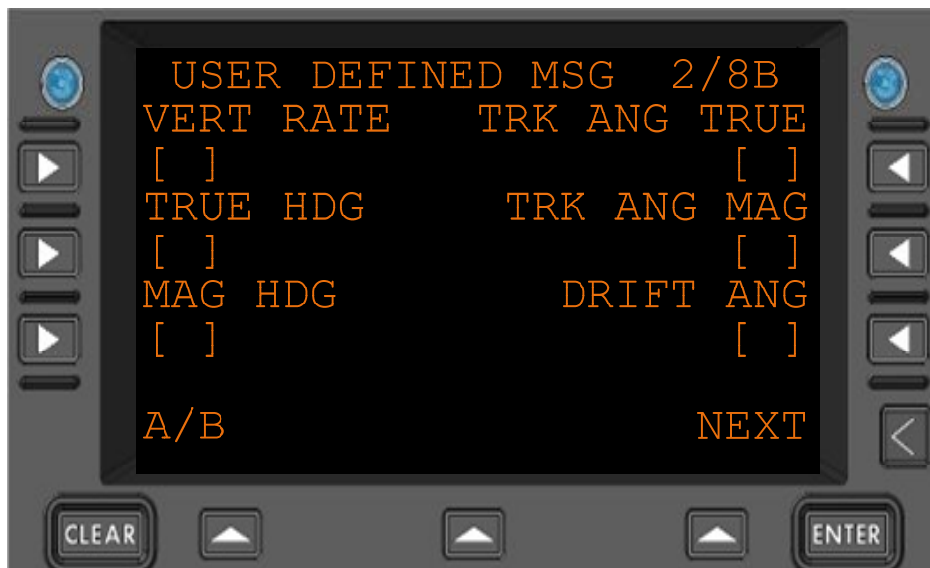 USER DEFINED MSG 2/8B
VERT RATE TRK ANG TRUE
[ ] [ ]
TRUE HDG TRK ANG MAG
[ ] [ ]
MAG HDG DRIFT ANG
[ ] [ ]
A/B NEXT
CLEAR ENTER